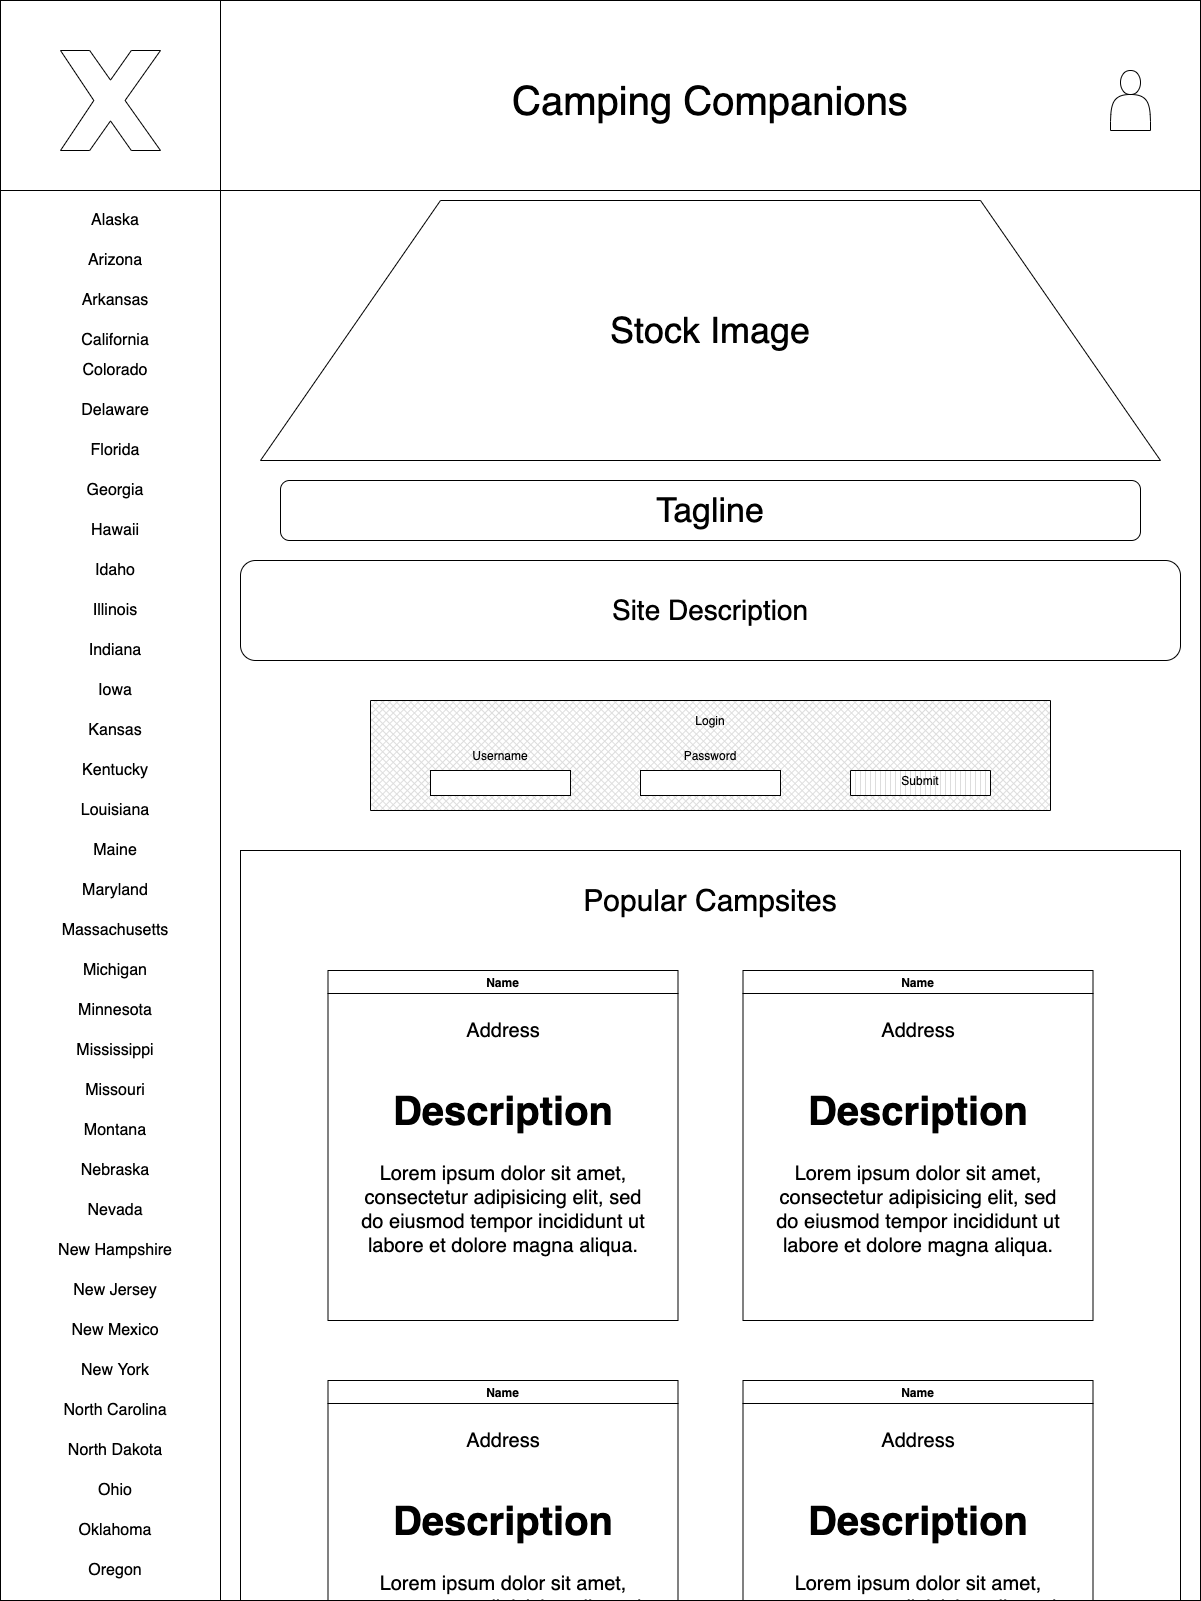 Camping Companions
Alaska
Arizona
Arkansas
California
Colorado
Delaware
Florida
Georgia
Hawaii
Idaho
Illinois
Indiana
Iowa
Kansas
Kentucky
Louisiana
Maine
Maryland
Massachusetts
Michigan
Minnesota
Mississippi
Missouri
Montana
Nebraska
Nevada
New Hampshire
New Jersey
New Mexico
New York
North Carolina
North Dakota
Ohio
Oklahoma
Oregon
Stock Image
Tagline
Site Description
Login
Username
Password
Submit
Popular Campsites
Name
Address
Description
Lorem ipsum dolor sit amet,
consectetur adipisicing elit, sed
do eiusmod tempor incididunt ut
labore et dolore magna aliqua.
Name
Address
Description
Lorem ipsum dolor sit amet,
consectetur adipisicing elit, sed
do eiusmod tempor incididunt ut
labore et dolore magna aliqua.
Name
Address
Description
Lorem ipsum dolor sit amet,
Name
Address
Description
Lorem ipsum dolor sit amet,